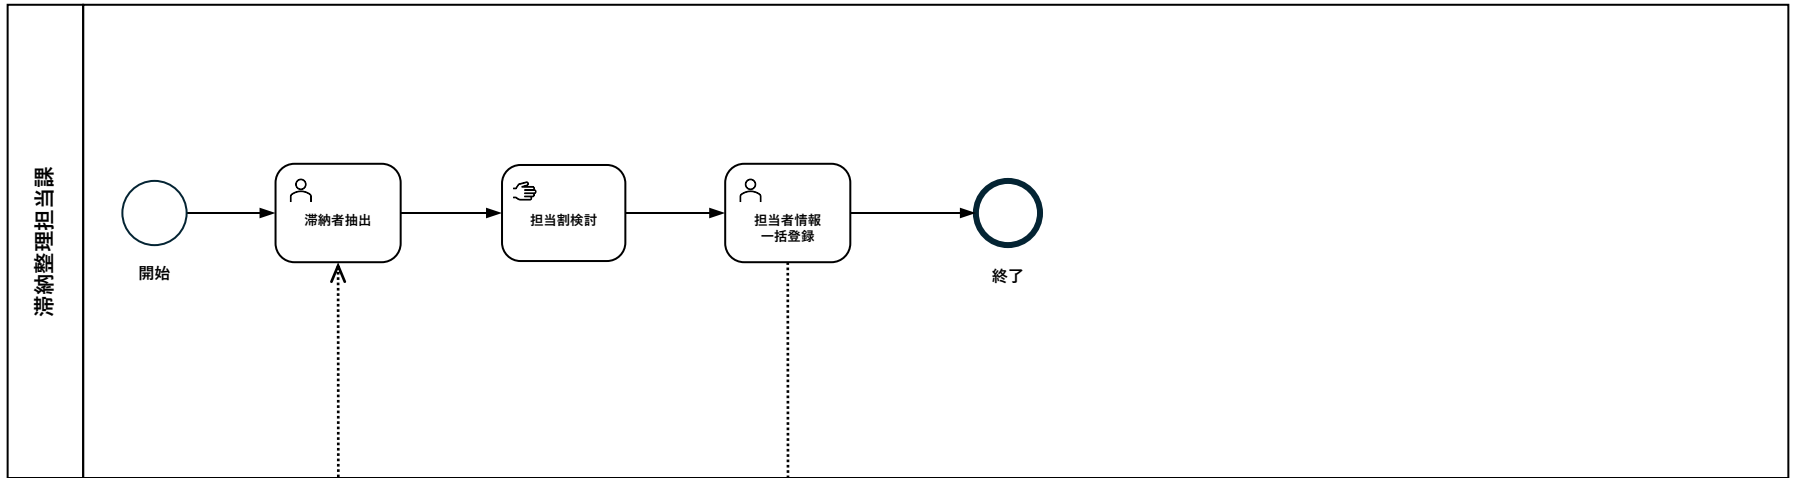 滞納整理担当課
開始
滞納者抽出
担当割検討
担当者情報
一括登録
終了